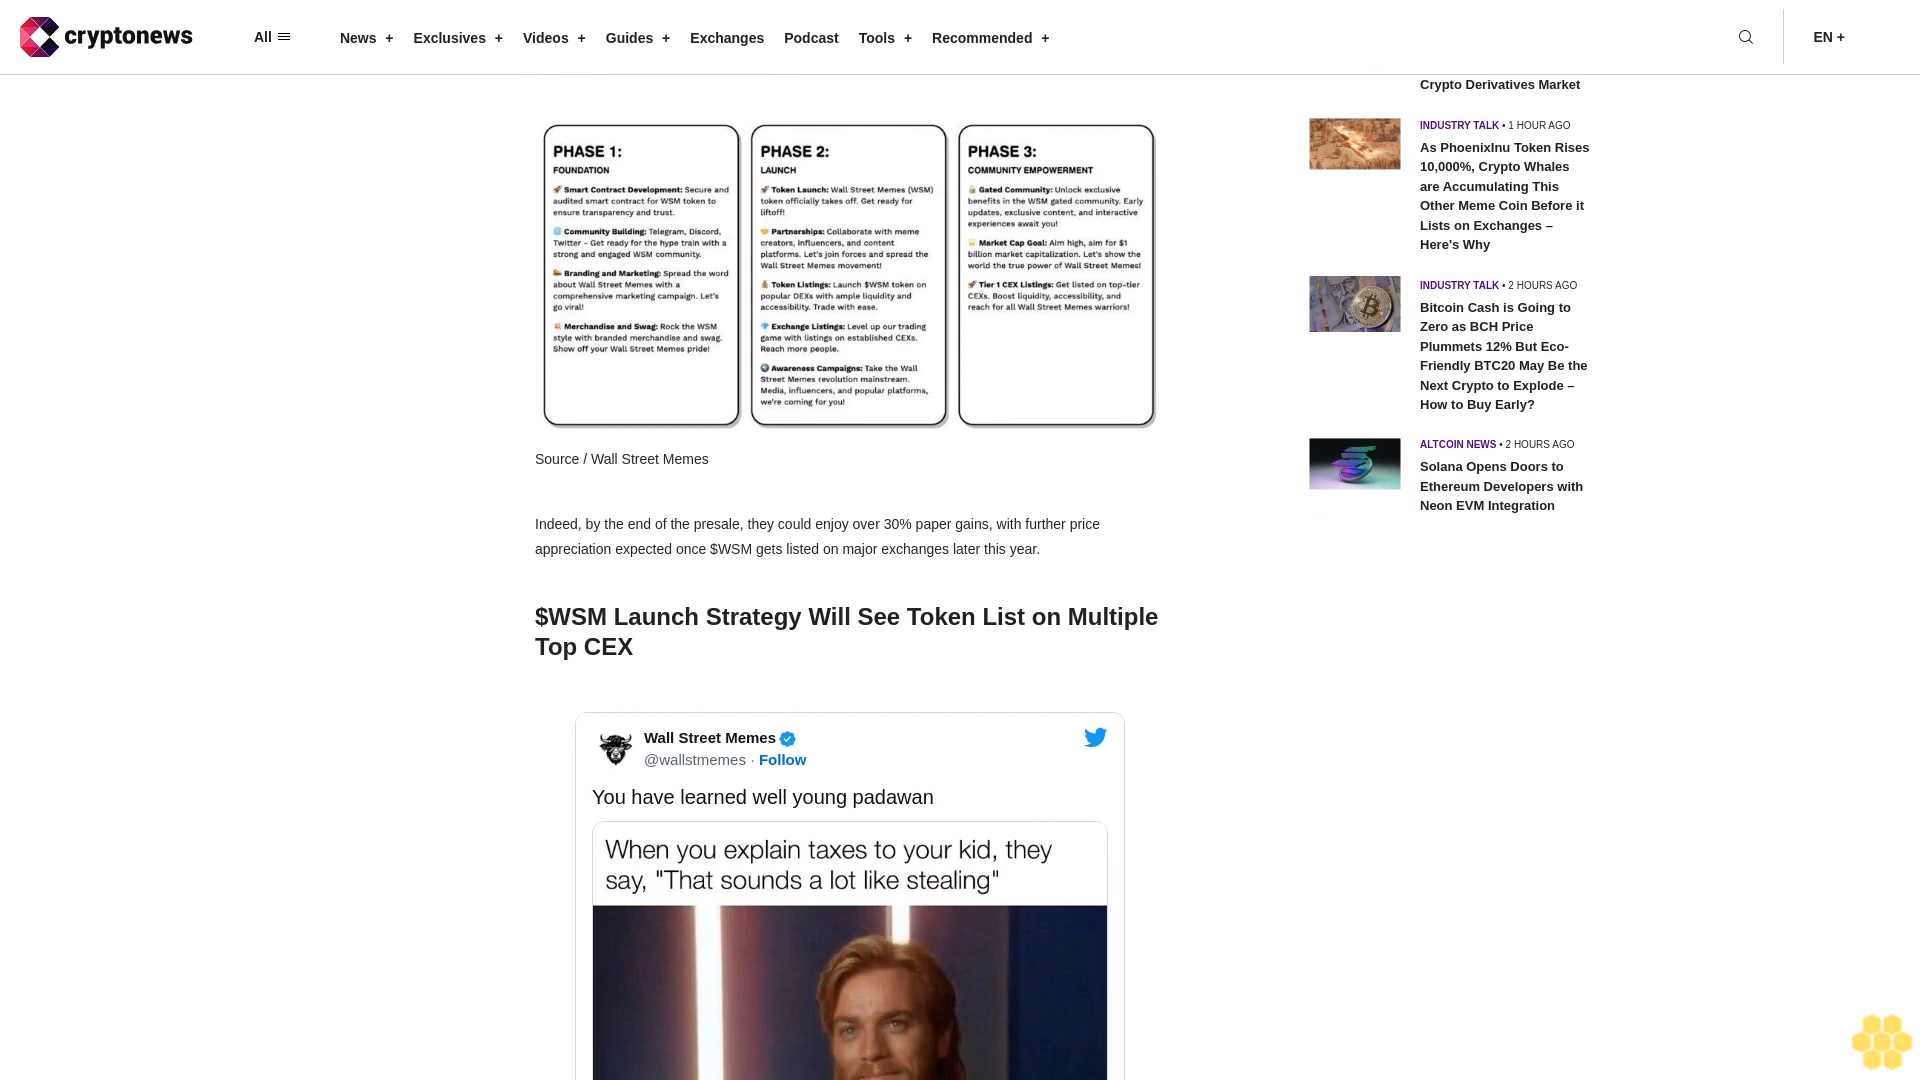 cryptonews
All
News +
Exclusives +
Videos +
Guides +
Exchanges
Podcast
Tools +
Recommended +
EN +
PHASE 1:
FOUNDATION
Smart Contract Development: Secure and
audited smart contract for WSM token to
ensure transparency and trust.
Community Building: Telegram, Discord,
Twitter - Get ready for the hype train with a
strong and engaged WSM community.
Branding and Marketing: Spread the word
about Wall Street Memes with a
comprehensive marketing campaign. Let's
go viral!
Merchandise and Swag: Rock the WSM
style with branded merchandise and swag.
Show off your Wall Street Memes pride!
PHASE 2:
LAUNCH
Token Launch: Wall Street Memes (WSM)
token officially takes off. Get ready for
liftoff!
Partnerships: Collaborate with meme
creators, influencers, and content
platforms. Let's join forces and spread the
Wall Street Memes movement!
Token Listings: Launch $WSM token on
popular DEXs with ample liquidity and
accessibility. Trade with ease.
Exchange Listings: Level up our trading
game with listings on established CEXs.
Reach more people.
Awareness Campaigns: Take the Wall
Street Memes revolution mainstream.
Media, influencers, and popular platforms,
we're coming for you!
PHASE 3:
COMMUNITY EMPOWERMENT
Gated Community: Unlock exclusive
benefits in the WSM gated community. Early
updates, exclusive content, and interactive
experiences await you!
Market Cap Goal: Aim high, aim for $1
billion market capitalization. Let's show the
world the true power of Wall Street Memes!
Tier 1 CEX Listings: Get listed on top-tier
CEXs. Boost liquidity, accessibility, and
reach for all Wall Street Memes warriors!
Source / Wall Street Memes
Indeed, by the end of the presale, they could enjoy over 30% paper gains, with further price
appreciation expected once $WSM gets listed on major exchanges later this year.
$WSM Launch Strategy Will See Token List on Multiple
Top CEX
Wall Street Memes
@wallstmemes · Follow
You have learned well young padawan
When you explain taxes to your kid, they
say, "That sounds a lot like stealing"
Crypto Derivatives Market
INDUSTRY TALK • 1 HOUR AGO
As PhoenixInu Token Rises
10,000%, Crypto Whales
are Accumulating This
Other Meme Coin Before it
Lists on Exchanges –
Here's Why
INDUSTRY TALK • 2 HOURS AGO
Bitcoin Cash is Going to
Zero as BCH Price
Plummets 12% But Eco-
Friendly BTC20 May Be the
Next Crypto to Explode –
How to Buy Early?
ALTCOIN NEWS • 2 HOURS AGO
Solana Opens Doors to
Ethereum Developers with
Neon EVM Integration